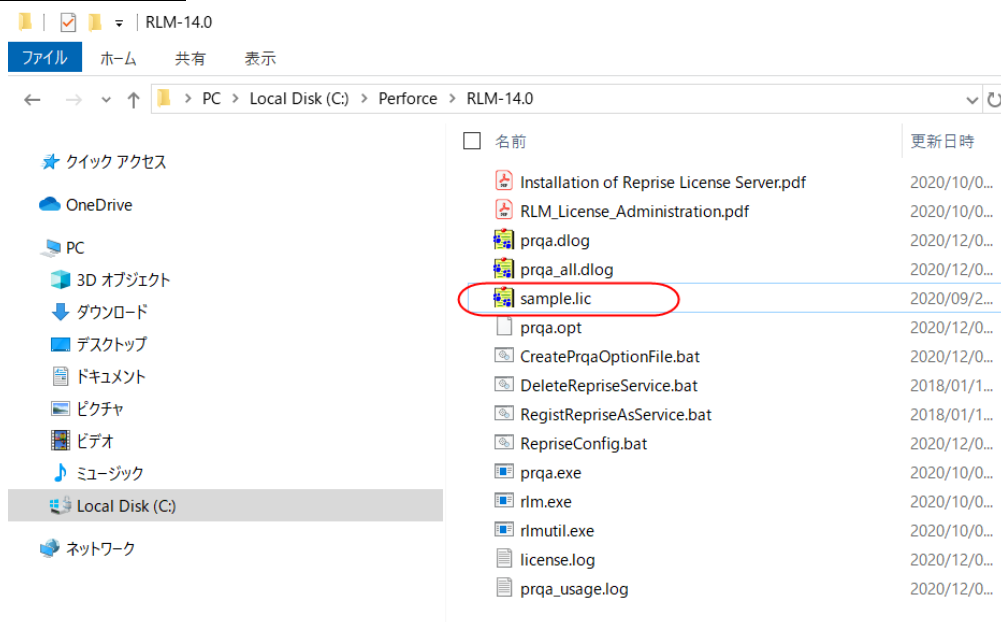 RLM-14.0
ファイル ホーム 共有 表示
PC > Local Disk (C:) > Perforce > RLM-14.0
名前 更新日時
クイック アクセス
OneDrive
PC
3D オブジェクト
ダウンロード
デスクトップ
ドキュメント
ピクチャ
ビデオ
ミュージック
Local Disk (C:)
ネットワーク
Installation of Reprise License Server.pdf 2020/10/0...
RLM_License_Administration.pdf 2020/10/0...
prqa.dlog 2020/12/0...
prqa_all.dlog 2020/12/0...
sample.lic 2020/09/2...
prqa.opt 2020/12/0...
CreatePrqaOptionFile.bat 2020/12/0...
DeleteRepriseService.bat 2018/01/1...
RegistRepriseAsService.bat 2018/01/1...
RepriseConfig.bat 2020/12/0...
prqa.exe 2020/10/0...
rlm.exe 2020/10/0...
rlmutil.exe 2020/10/0...
license.log 2020/12/0...
prqa_usage.log 2020/12/0...